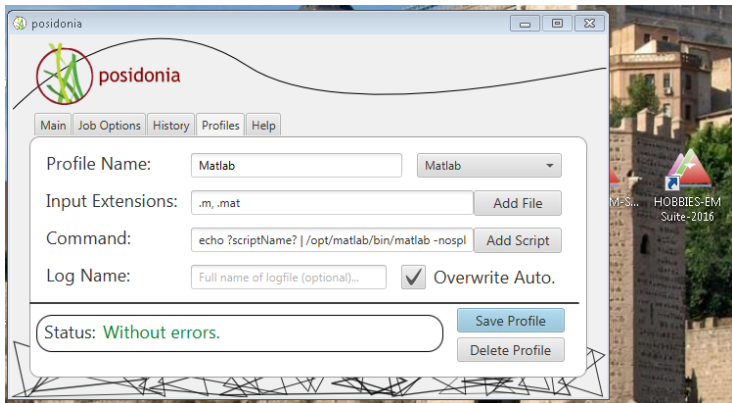 posidonia
posidonia
Main Job Options History Profiles Help
Profile Name: Matlab Matlab
Input Extensions: .m, .mat Add File
Command: echo ?scriptName? | /opt/matlab/bin/matlab -nospl Add Script
Log Name: Full name of logfile (optional)... Overwrite Auto.
Status: Without errors. Save Profile
Delete Profile
M-S... HOBBIES-EM
Suite-2016